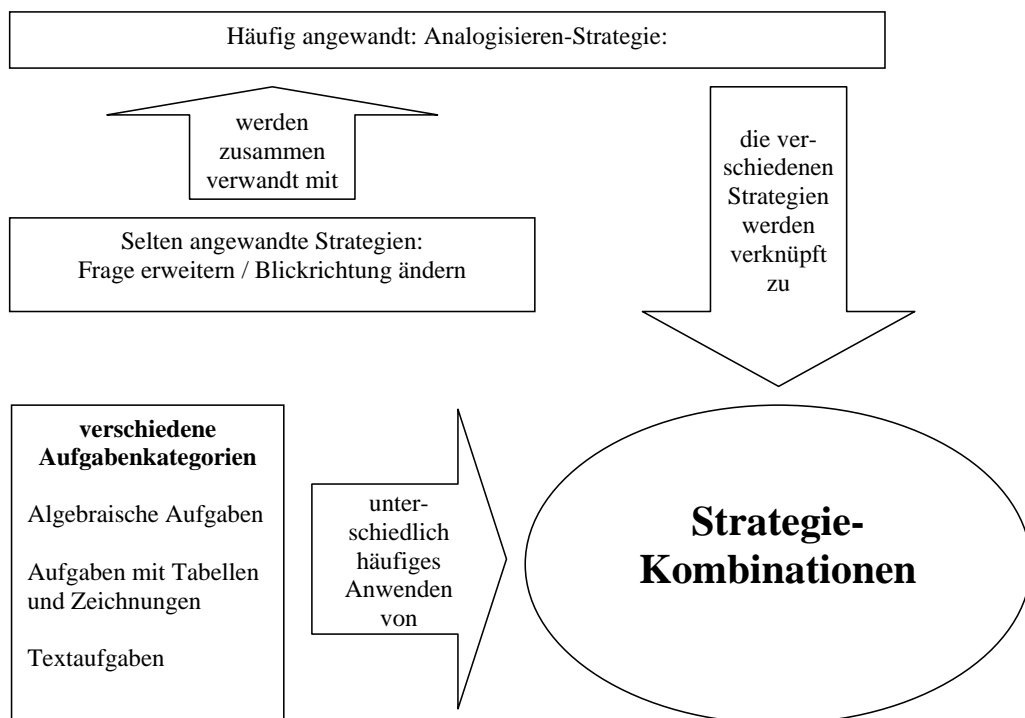 Häufig angewandt: Analogisieren-Strategie:
werden
zusammen
verwandt mit
die ver-
schiedenen
Strategien
werden
verknüpft
zu
Selten angewandte Strategien:
Frage erweitern / Blickrichtung ändern
verschiedene
Aufgabenkategorien
Algebraische Aufgaben
Aufgaben mit Tabellen
und Zeichnungen
Textaufgaben
unter-
schiedlich
häufiges
Anwenden
von
Strategie-
Kombinationen